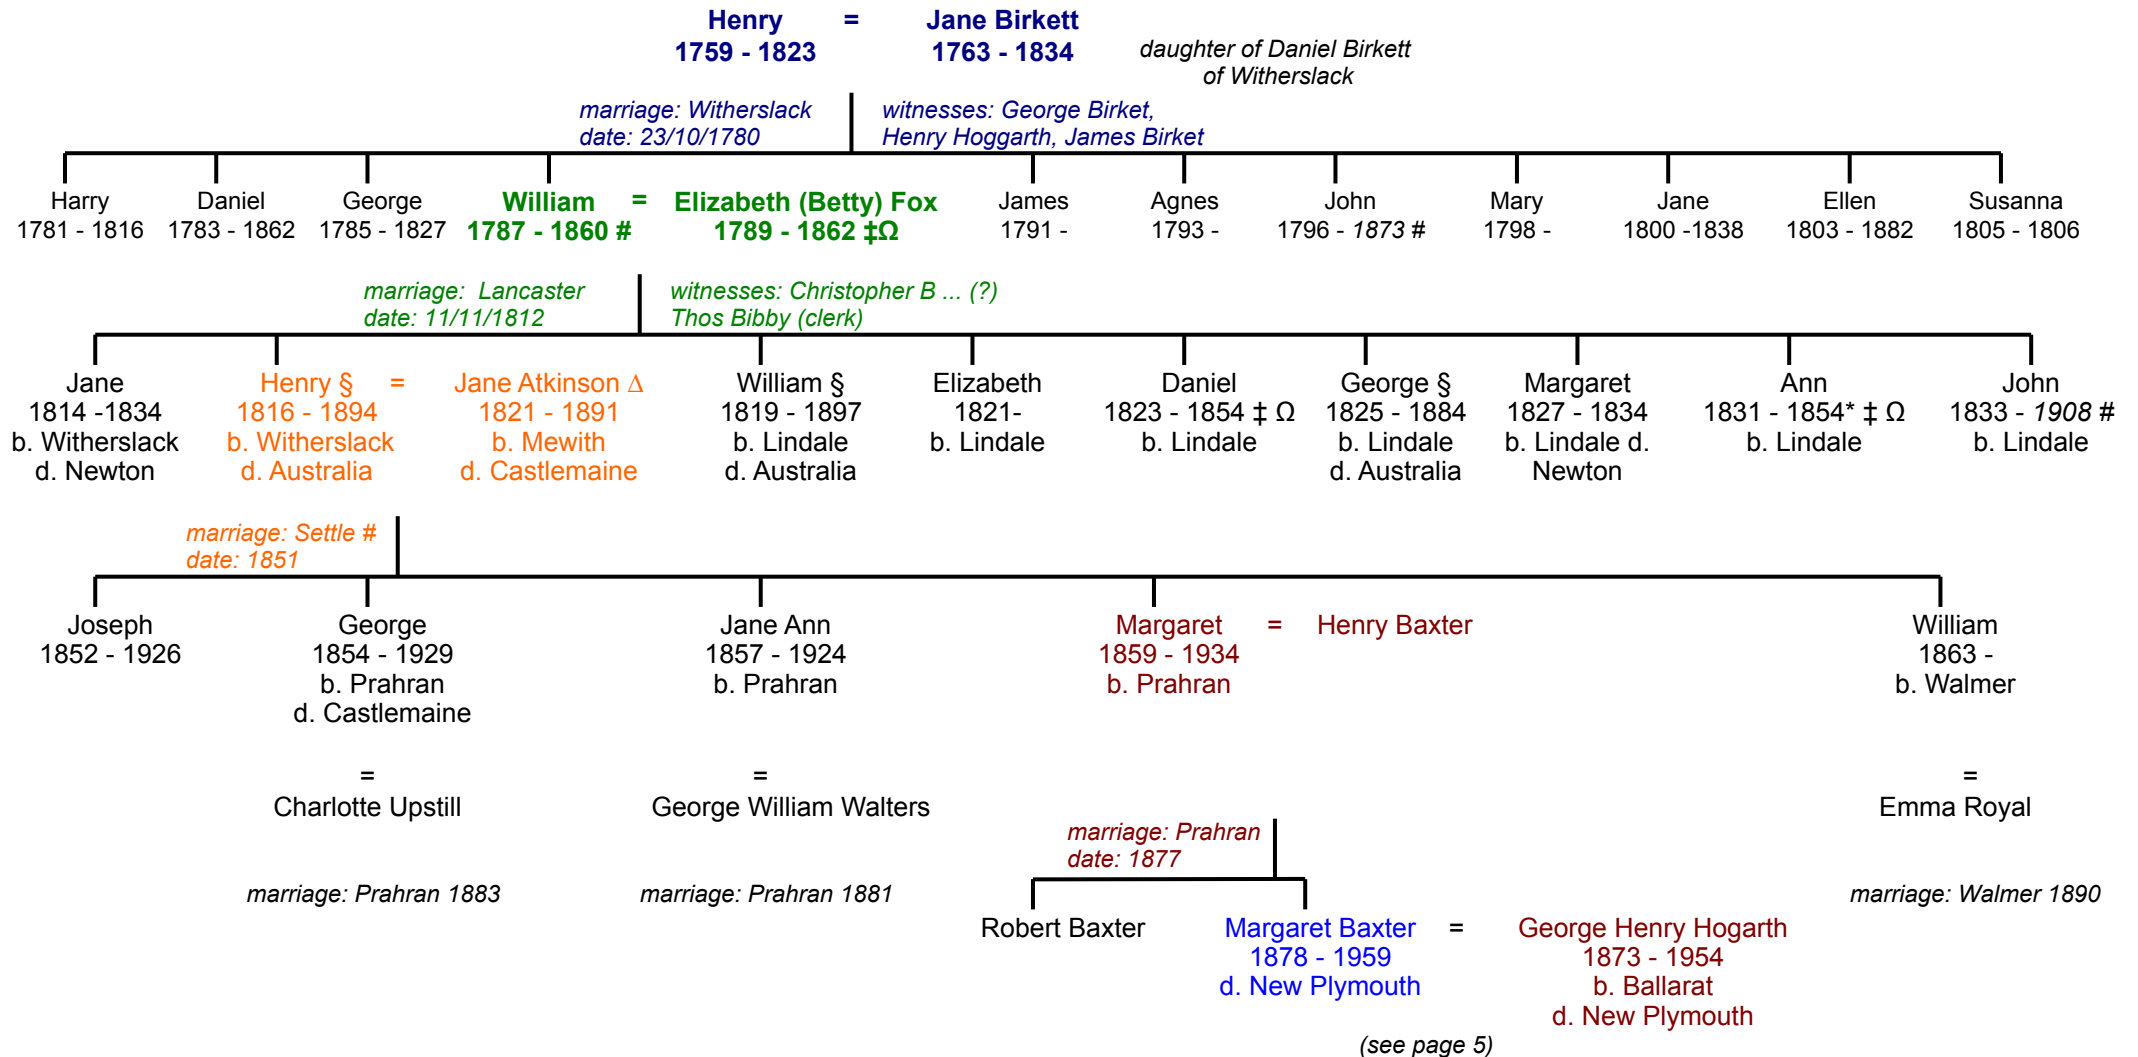 Henry = Jane Birkett
1759 - 1823 1763 - 1834
daughter of Daniel Birkett
of Witherslack
marriage: Witherslack
date: 23/10/1780
witnesses: George Birket,
Henry Hoggarth, James Birket
Harry
1781 - 1816
Daniel
1783 - 1862
George
1785 - 1827
William =
1787 - 1860 #
Elizabeth (Betty) Fox
1789 - 1862 ‡Ω
James
1791 -
Agnes
1793 -
John
1796 - 1873 #
Mary
1798 -
Jane
1800 -1838
Ellen
1803 - 1882
Susanna
1805 - 1806
marriage: Lancaster
date: 11/11/1812
witnesses: Christopher B ... (?)
Thos Bibby (clerk)
Jane
1814 -1834
b. Witherslack
d. Newton
Henry § =
1816 - 1894
b. Witherslack
d. Australia
Jane Atkinson Δ
1821 - 1891
b. Mewith
d. Castlemaine
William §
1819 - 1897
b. Lindale
d. Australia
Elizabeth
1821-
b. Lindale
Daniel
1823 - 1854 ‡ Ω
b. Lindale
George §
1825 - 1884
b. Lindale
d. Australia
Margaret
1827 - 1834
b. Lindale d.
Newton
Ann
1831 - 1854* ‡ Ω
b. Lindale
John
1833 - 1908 #
b. Lindale
marriage: Settle #
date: 1851
Joseph
1852 - 1926
George
1854 - 1929
b. Prahran
d. Castlemaine
=
Charlotte Upstill
marriage: Prahran 1883
Jane Ann
1857 - 1924
b. Prahran
=
George William Walters
marriage: Prahran 1881
Margaret = Henry Baxter
1859 - 1934
b. Prahran
William
1863 -
b. Walmer
=
Emma Royal
marriage: Walmer 1890
marriage: Prahran
date: 1877
Robert Baxter
Margaret Baxter =
1878 - 1959
d. New Plymouth
George Henry Hogarth
1873 - 1954
b. Ballarat
d. New Plymouth
(see page 5)